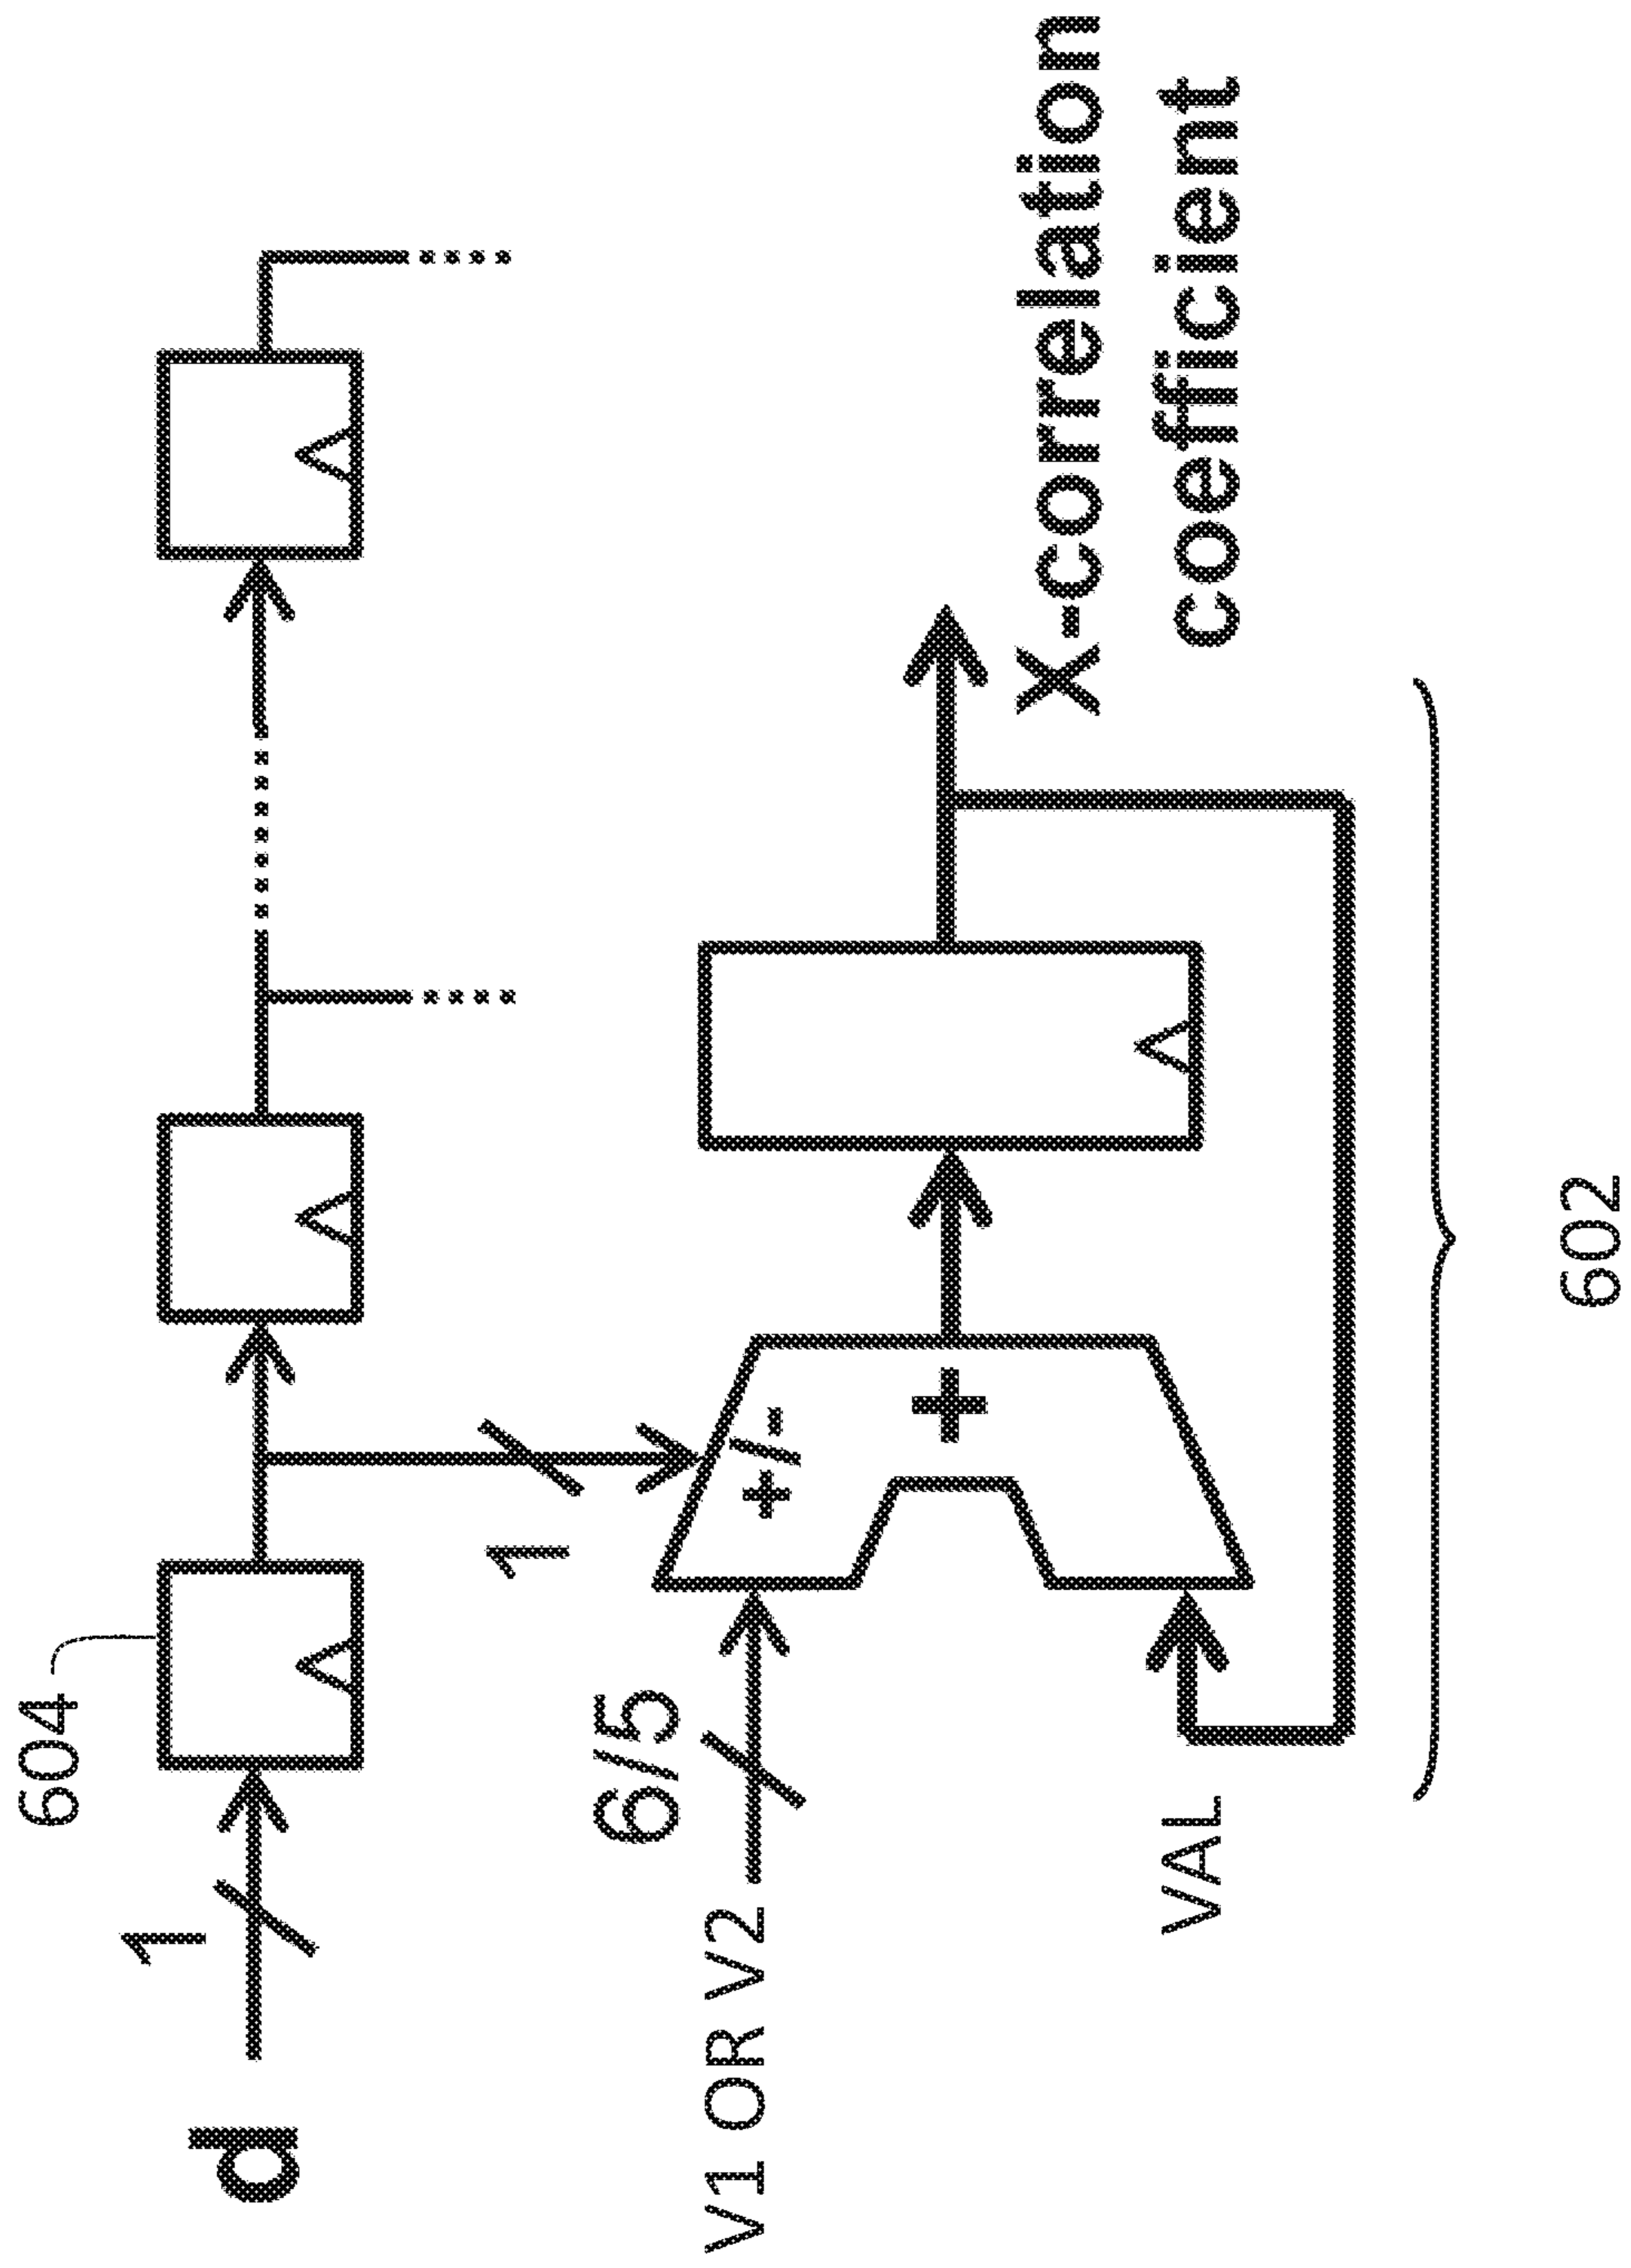 604
d
1
1
6/5
V1 OR V2
+/-
+
VAL
X-correlation
coefficient
602